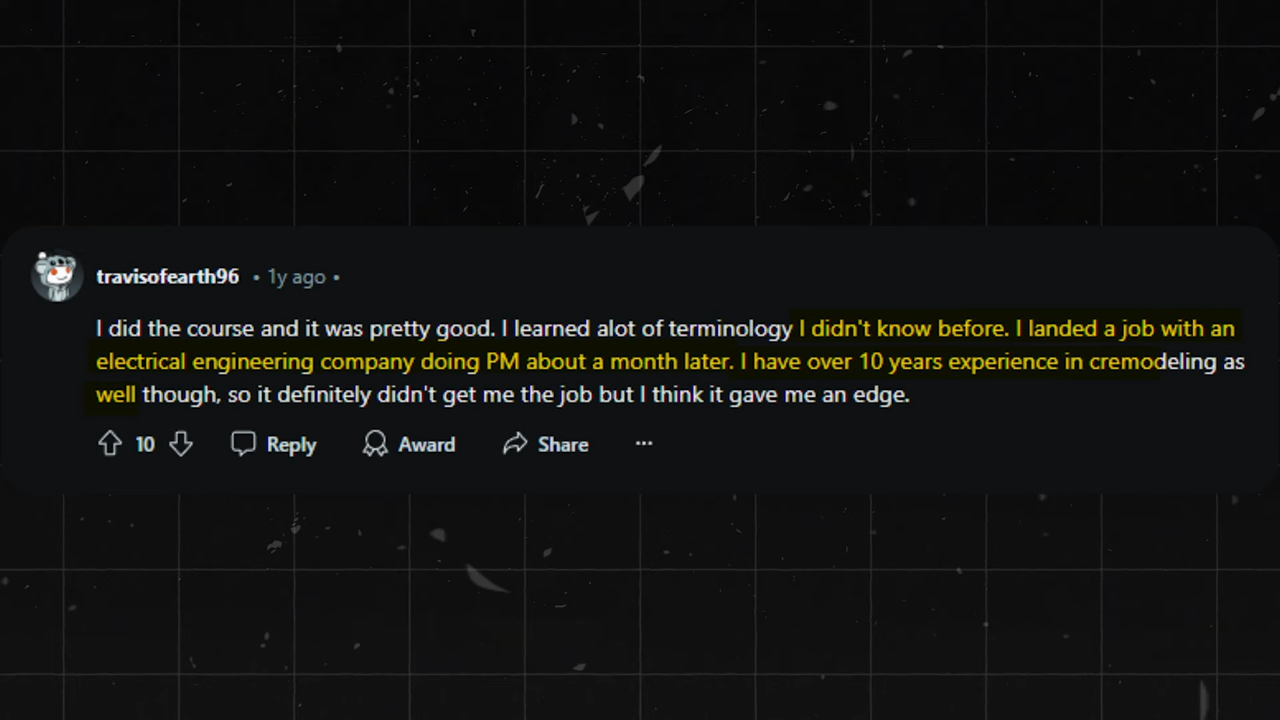 travisofearth96 • 1y ago •
I did the course and it was pretty good. I learned alot of terminology I didn't know before. I landed a job with an
electrical engineering company doing PM about a month later. I have over 10 years experience in cremodeling as
well though, so it definitely didn't get me the job but I think it gave me an edge.
10 Reply Award Share ...